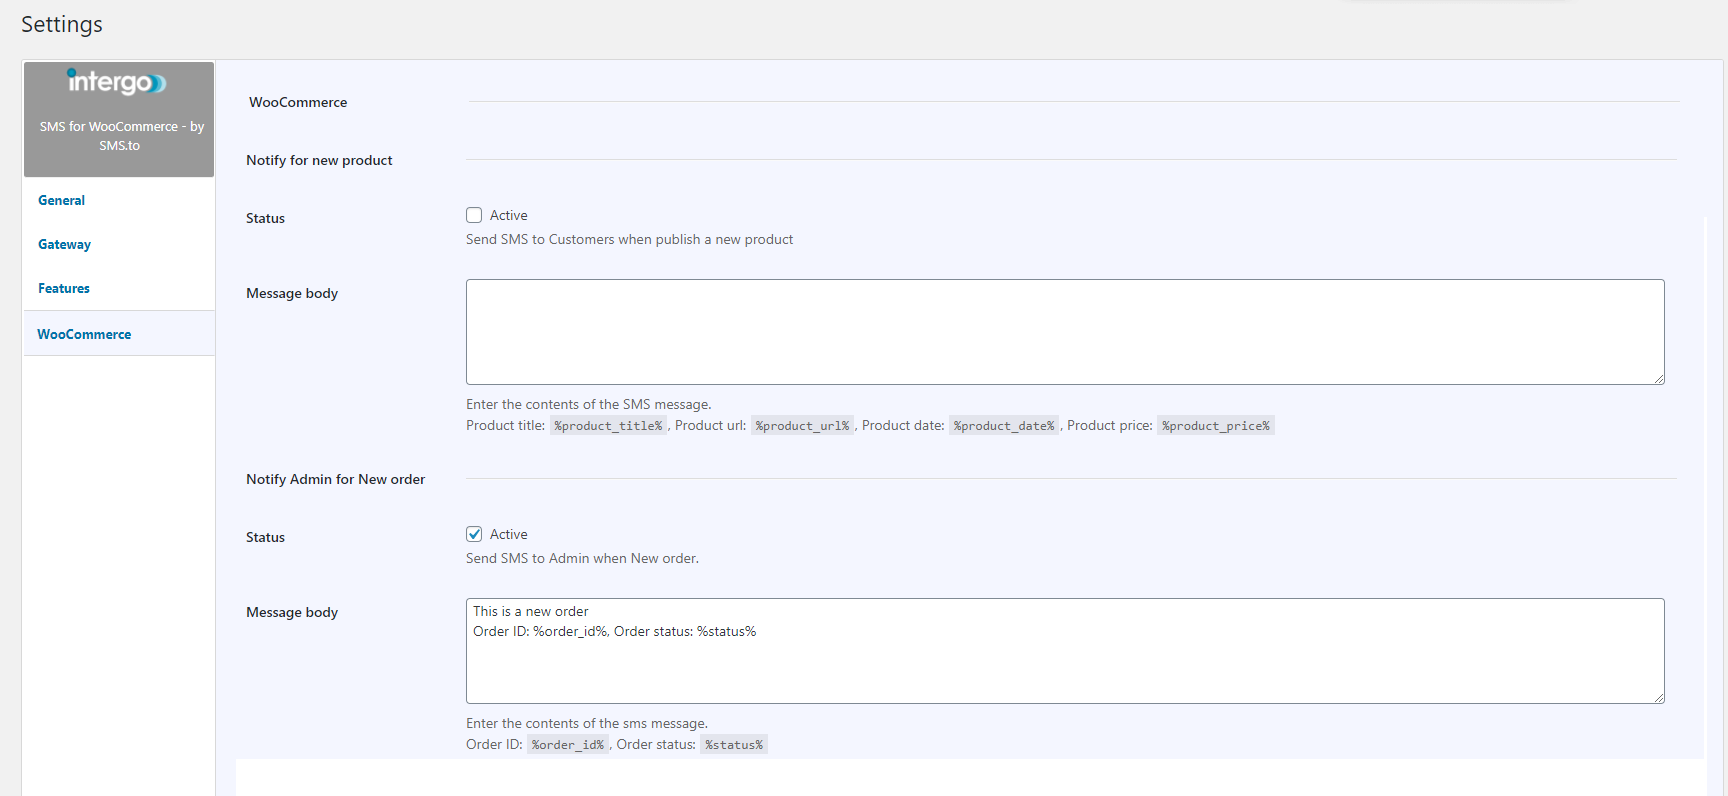 Settings
intergo
SMS for WooCommerce - by
SMS.to
General
Gateway
Features
WooCommerce
WooCommerce
Notify for new product
Status
Active
Send SMS to Customers when publish a new product
Message body
Enter the contents of the SMS message.
Product title: %product_title%, Product url: %product_url%, Product date: %product_date%, Product price: %product_price%
Notify Admin for New order
Status
Active
Send SMS to Admin when New order.
Message body
This is a new order
Order ID: %order_id%, Order status: %status%
Enter the contents of the sms message.
Order ID: %order_id%, Order status: %status%